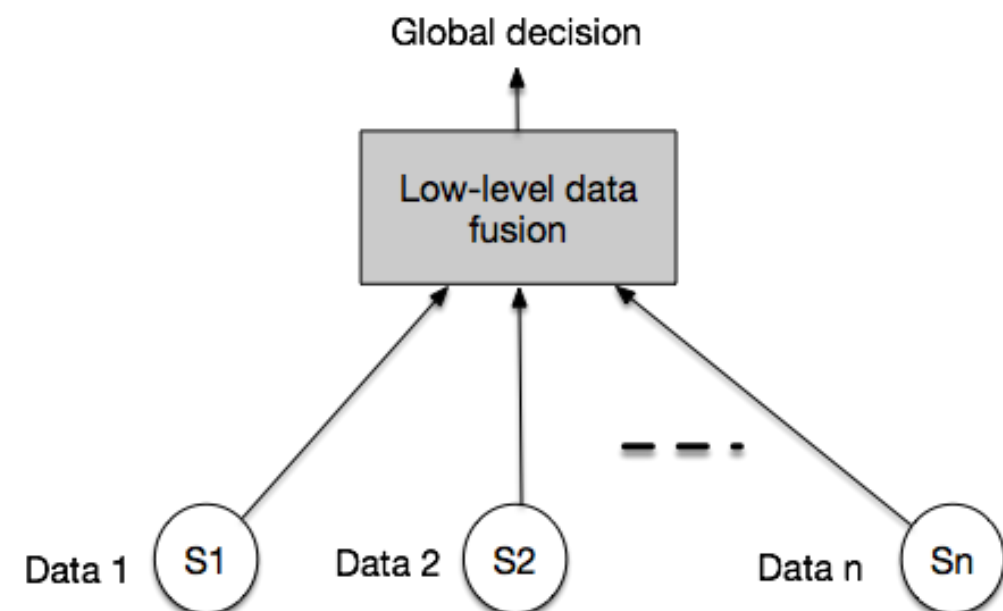 Global decision
Low-level data
fusion
Data 1
S1
Data 2
S2
Data n
Sn